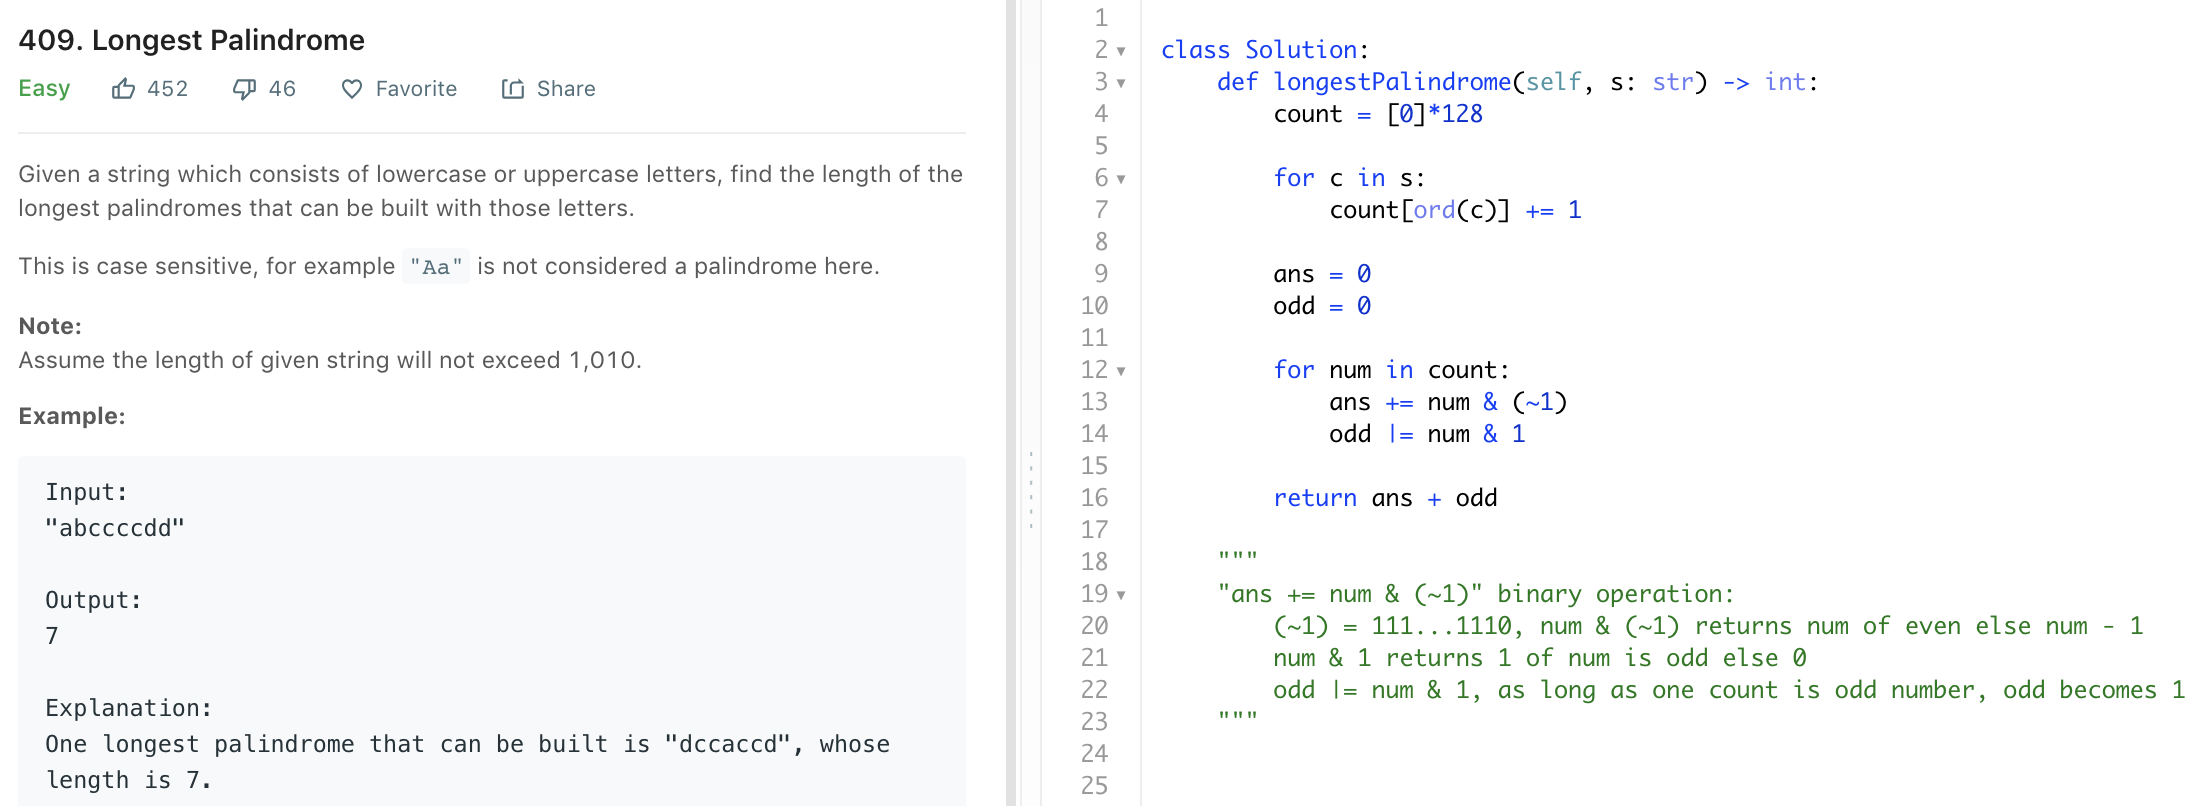 409. Longest Palindrome
Easy 452 46 Favorite Share
Given a string which consists of lowercase or uppercase letters, find the length of the
longest palindromes that can be built with those letters.
This is case sensitive, for example "Aa" is not considered a palindrome here.
Note:
Assume the length of given string will not exceed 1,010.
Example:
Input:
"abccccdd"
Output:
7
Explanation:
One longest palindrome that can be built is "dccaccd", whose
length is 7.
1
2 class Solution:
3     def longestPalindrome(self, s: str) -> int:
4         count = [0]*128
5
6         for c in s:
7             count[ord(c)] += 1
8
9         ans = 0
10         odd = 0
11
12         for num in count:
13             ans += num & (~1)
14             odd |= num & 1
15
16         return ans + odd
17
18     """
19     "ans += num & (~1)" binary operation:
20         (~1) = 111...1110, num & (~1) returns num of even else num - 1
21         num & 1 returns 1 of num is odd else 0
22         odd |= num & 1, as long as one count is odd number, odd becomes 1
23     """
24
25